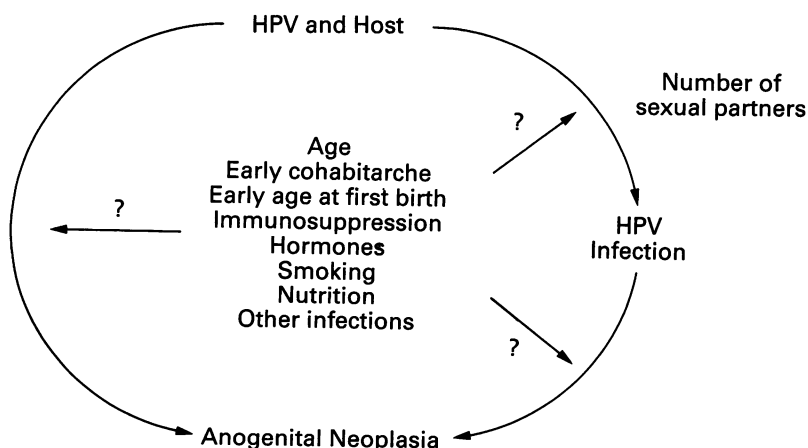 HPV and Host
Number of
sexual partners
?
Age
Early cohabitarche
Early age at first birth
Immunosuppression
Hormones
Smoking
Nutrition
Other infections
?
HPV
Infection
?
Anogenital Neoplasia